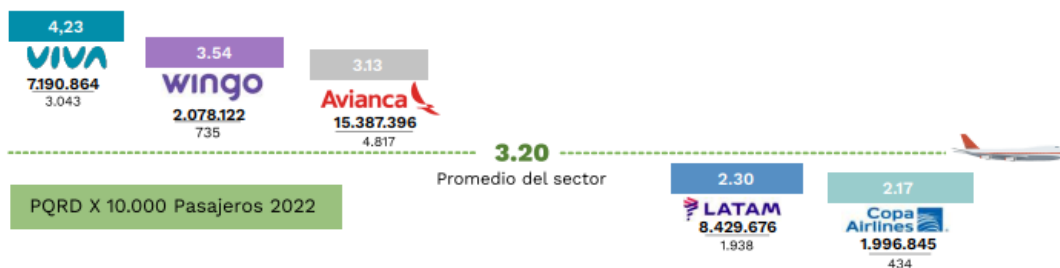 4,23
VIVA
7.190.864
3.043
3.54
wingo
2.078.122
735
3.13
Avianca
15.387.396
4.817
3.20
Promedio del sector
PQRD X 10.000 Pasajeros 2022
2.30
LATAM
8.429.676
1.938
2.17
Copa
Airlines
1.996.845
434